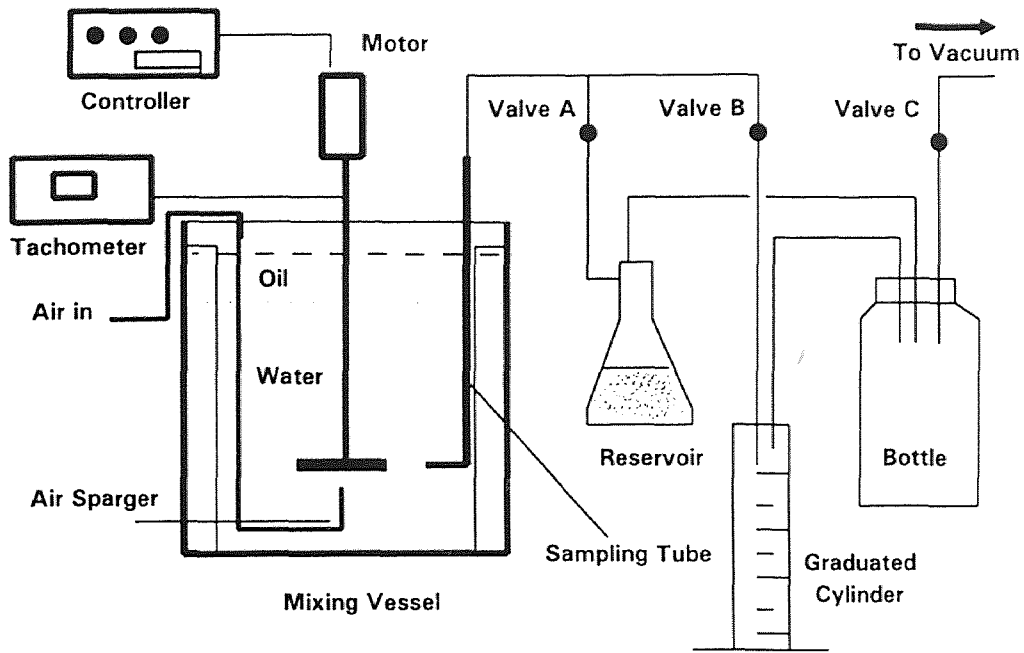 Motor
To Vacuum
Controller
Valve A
Valve B
Valve C
Tachometer
Oil
Air in
Water
Reservoir
Bottle
Air Sparger
Sampling Tube
Graduated
Cylinder
Mixing Vessel